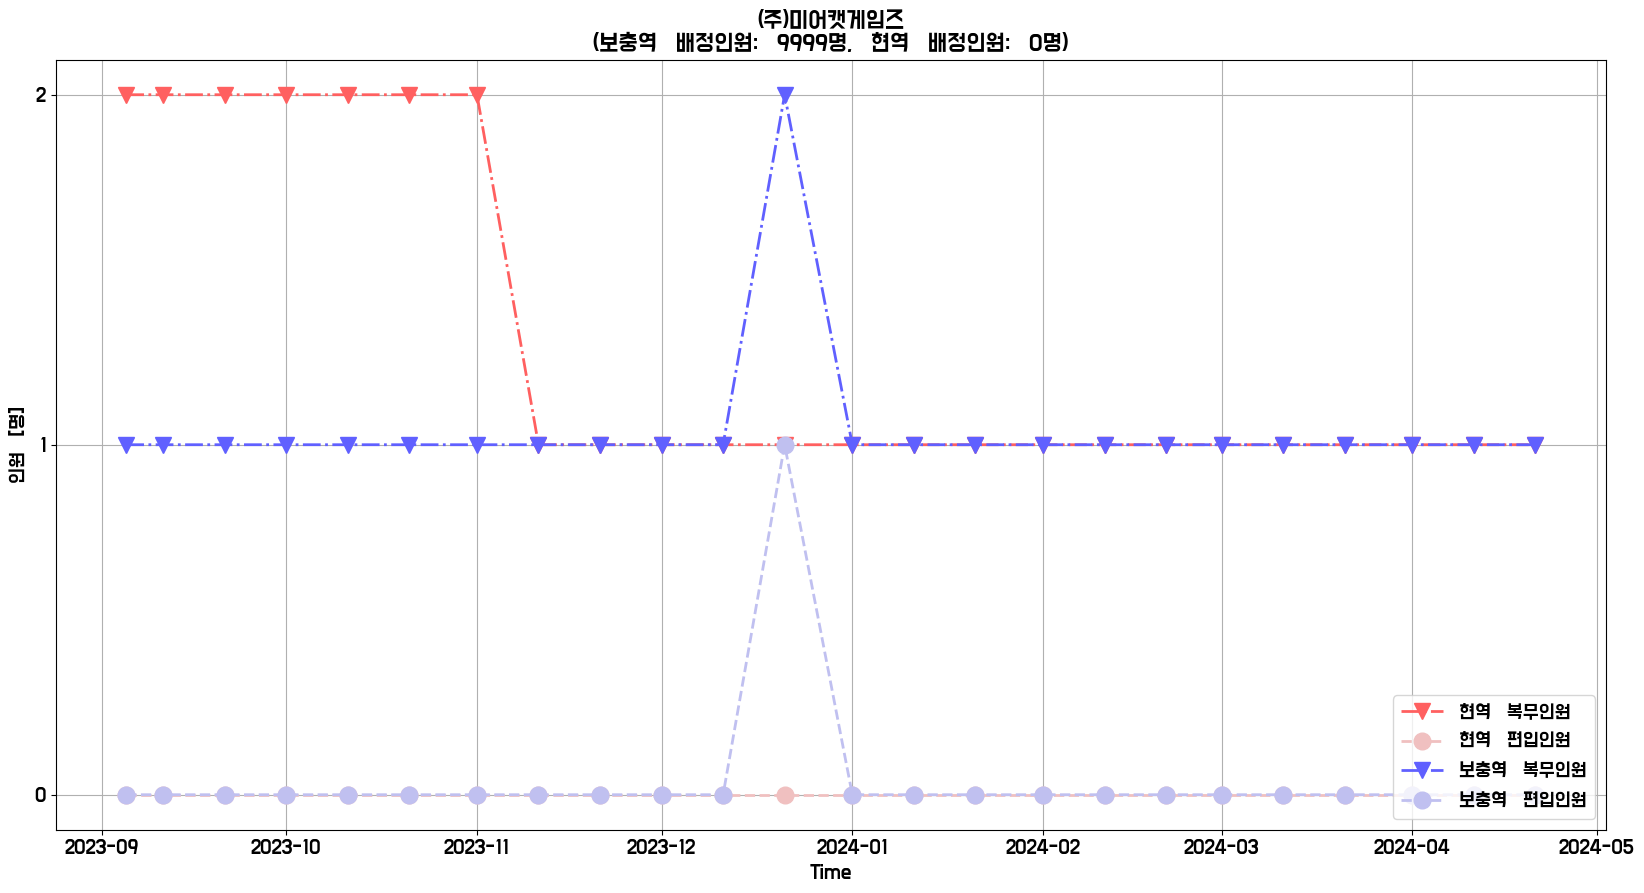 (주)미어캣게임즈
(보충역 배정인원: 9999명, 현역 배정인원: 0명)
인원 [명]
2
1
0
현역 복무인원
현역 편입인원
보충역 복무인원
보충역 편입인원
2023-09 2023-10 2023-11 2023-12 2024-01 2024-02 2024-03 2024-04 2024-05
Time